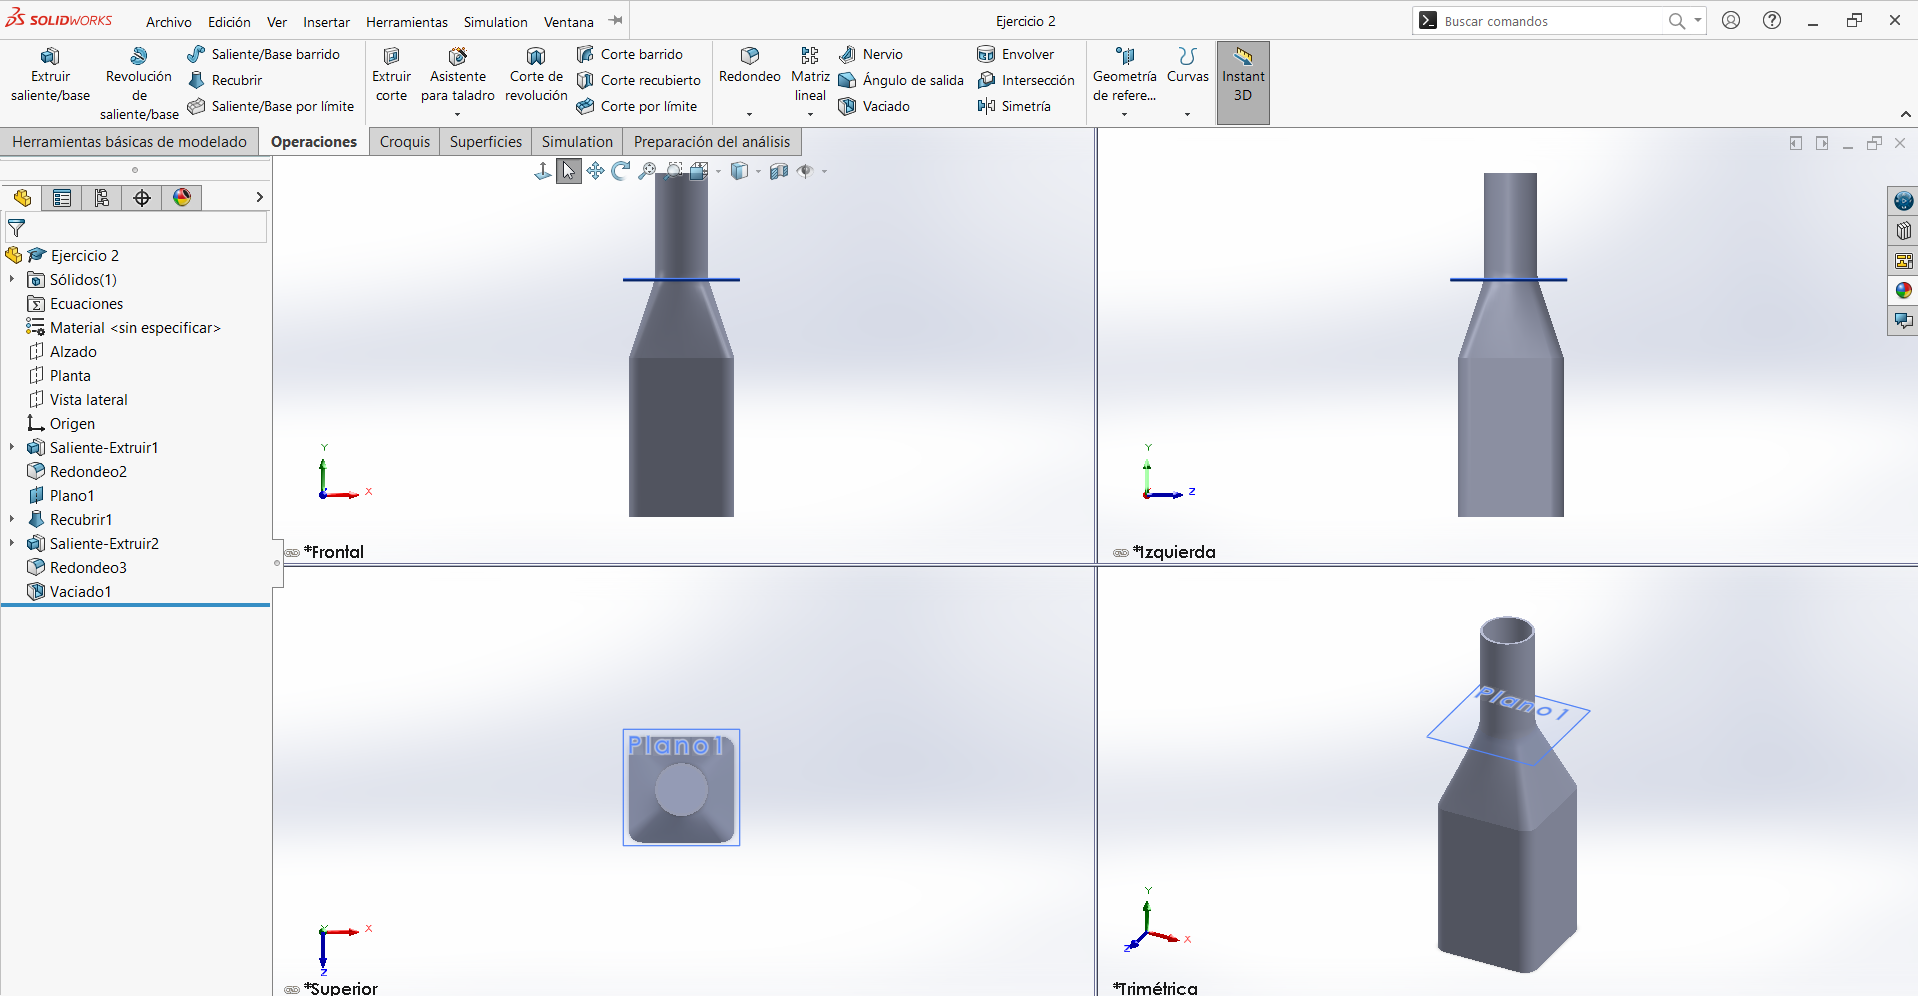 SOLIDWORKS Archivo Edición Ver Insertar Herramientas Simulation Ventana Ejercicio 2 Buscar comandos
Extruir saliente/base
Revolución de saliente/base
Saliente/Base barrido
Recubrir
Saliente/Base por límite
Extruir corte
Asistente para taladro
Corte de revolución
Corte barrido
Corte recubierto
Corte por límite
Redondeo
Matriz lineal
Nervio
Ángulo de salida
Vaciado
Envolver
Intersección
Simetría
Geometría de refere...
Curvas
Instant 3D
Herramientas básicas de modelado Operaciones Croquis Superficies Simulation Preparación del análisis
Ejercicio 2
Sólidos(1)
Ecuaciones
Material <sin especificar>
Alzado
Planta
Vista lateral
Origen
Saliente-Extruir1
Redondeo2
Plano1
Recubrir1
Saliente-Extruir2
Redondeo3
Vaciado1
Y
X
*Frontal
Y
Z
*Izquierda
Plano1
Y
X
Z
*Superior
Plano1
Y
X
Z
*Trimétrica